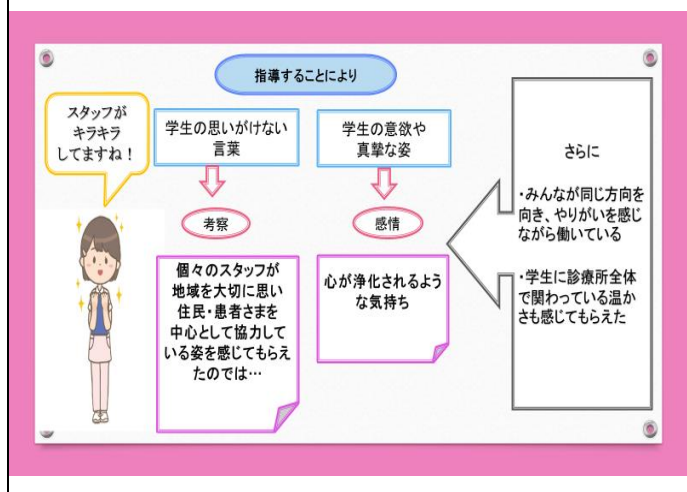 指導することにより
スタッフが
キラキラ
してますね！
学生の思いがけない
言葉
学生の意欲や
真摯な姿
考察
感情
個々のスタッフが
地域を大切に思い
住民・患者さまを
中心として協力して
いる姿を感じてもらえ
たのでは…
心が浄化されるよう
な気持ち
さらに
・みんなが同じ方向を
向き、やりがいを感じ
ながら働いている
・学生に診療所全体
で関わっている温か
さも感じてもらえた